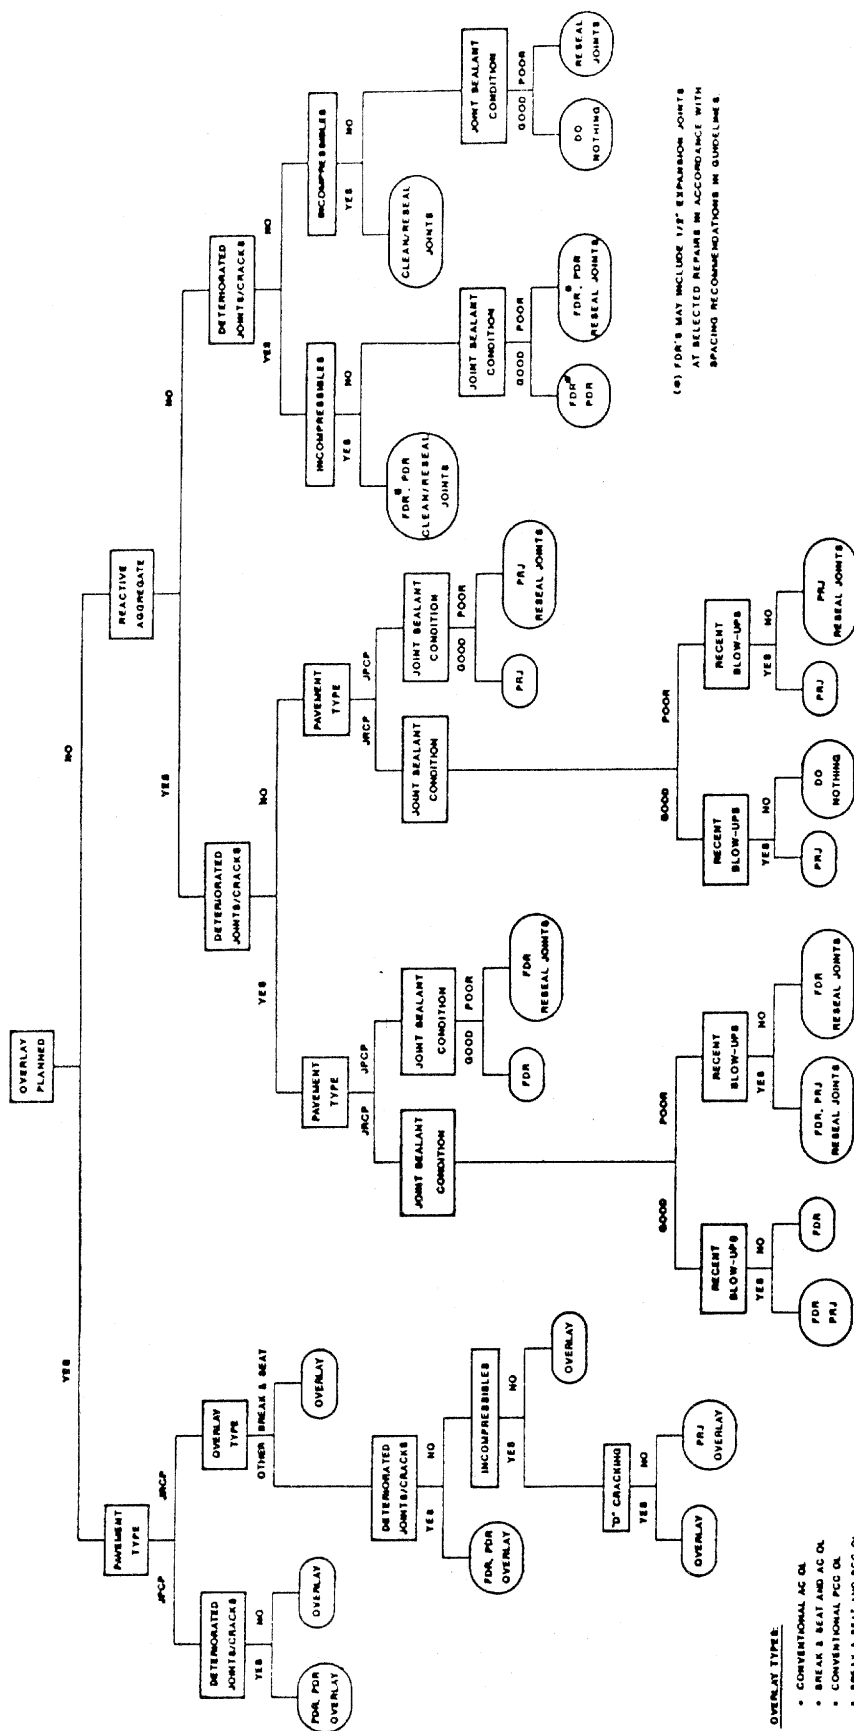 OVERLAY
PLANNED
YES
NO
PAVEMENT
TYPE
JPCP
JRCP
DETERIORATED
JOINTS/CRACKS
YES
NO
FDR, PDR
OVERLAY
OVERLAY
OVERLAY
TYPE
OTHER
BREAK & SEAT
OVERLAY
DETERIORATED
JOINTS/CRACKS
YES
NO
FDR, PDR
OVERLAY
INCOMPRESSIBLES
YES
NO
OVERLAY
"D" CRACKING
YES
NO
OVERLAY
PRJ
OVERLAY
REACTIVE
AGGREGATE
YES
NO
DETERIORATED
JOINTS/CRACKS
YES
NO
PAVEMENT
TYPE
JRCP
JPCP
JOINT SEALANT
CONDITION
GOOD
POOR
RECENT
BLOW-UPS
YES
NO
FDR
PRJ
FDR
RECENT
BLOW-UPS
YES
NO
FDR, PRJ
RESEAL JOINTS
FDR
RESEAL JOINTS
JOINT SEALANT
CONDITION
GOOD
POOR
FDR
FDR
RESEAL JOINTS
PAVEMENT
TYPE
JRCP
JPCP
JOINT SEALANT
CONDITION
GOOD
POOR
RECENT
BLOW-UPS
YES
NO
PRJ
DO
NOTHING
RECENT
BLOW-UPS
YES
NO
PRJ
PRJ
RESEAL JOINTS
JOINT SEALANT
CONDITION
GOOD
POOR
PRJ
PRJ
RESEAL JOINTS
DETERIORATED
JOINTS/CRACKS
YES
NO
INCOMPRESSIBLES
YES
NO
FDR*, PDR
CLEAN/RESEAL
JOINTS
JOINT SEALANT
CONDITION
GOOD
POOR
FDR*
PDR
FDR*, PDR
RESEAL JOINTS
INCOMPRESSIBLES
YES
NO
CLEAN/RESEAL
JOINTS
JOINT SEALANT
CONDITION
GOOD
POOR
DO
NOTHING
RESEAL
JOINTS
(*) FDR'S MAY INCLUDE 1/2" EXPANSION JOINTS
AT SELECTED REPAIRS IN ACCORDANCE WITH
SPACING RECOMMENDATIONS IN GUIDELINES.
OVERLAY TYPES:
• CONVENTIONAL AC OL
• BREAK & SEAT AND AC OL
• CONVENTIONAL PCC OL
• BREAK & SEAT AND PCC OL